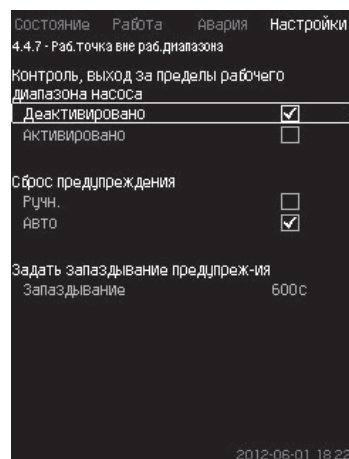 Состояние Работа Авария Настройки
4.4.7 - Раб.точка вне раб.диапазона
Контроль, выход за пределы рабочего
диапазона насоса
Деактивировано
Активировано
Сброс предупреждения
Ручн.
Авто
Задать запаздывание предупреж-ия
Запаздывание 600с
2012-06-01 18:22